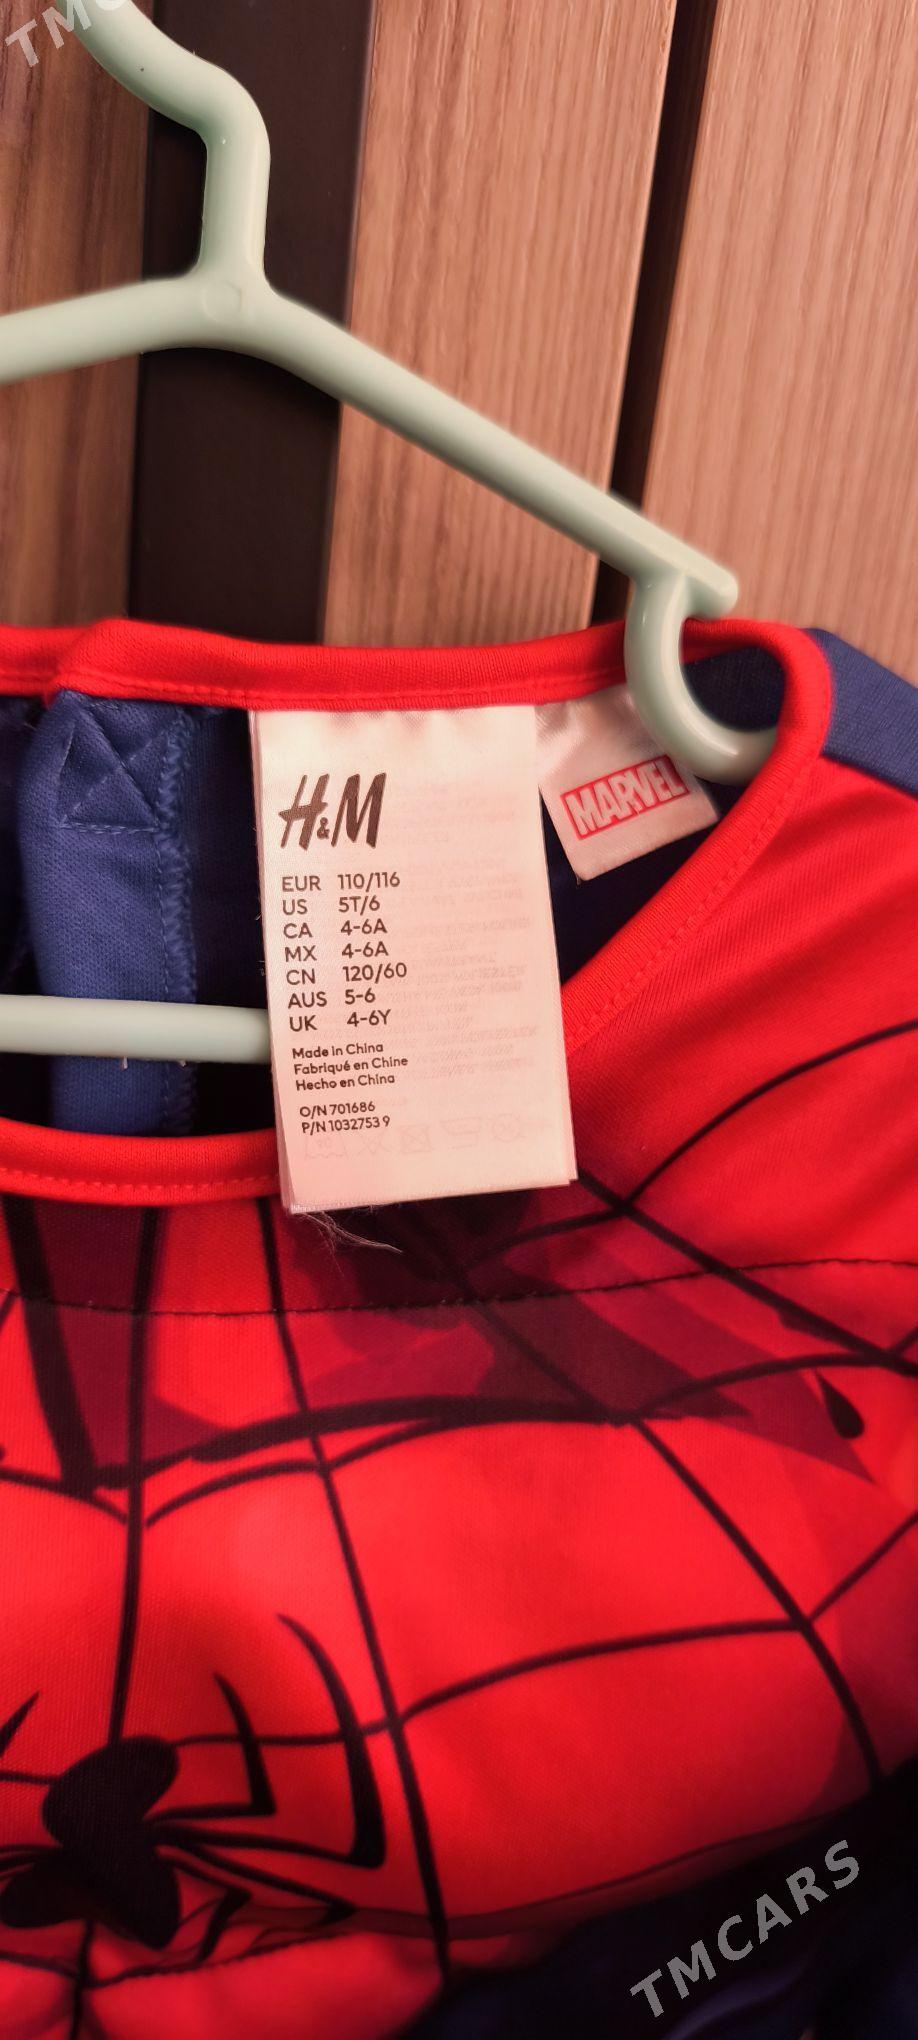 H&M
MARVEL
EUR 110/116
US 5T/6
CA 4-6A
MX 4-6A
CN 120/60
AUS 5-6
UK 4-6Y
Made in China
Fabriqué en Chine
Hecho en China
O/N 701686
P/N 1032753 9
TMCARS